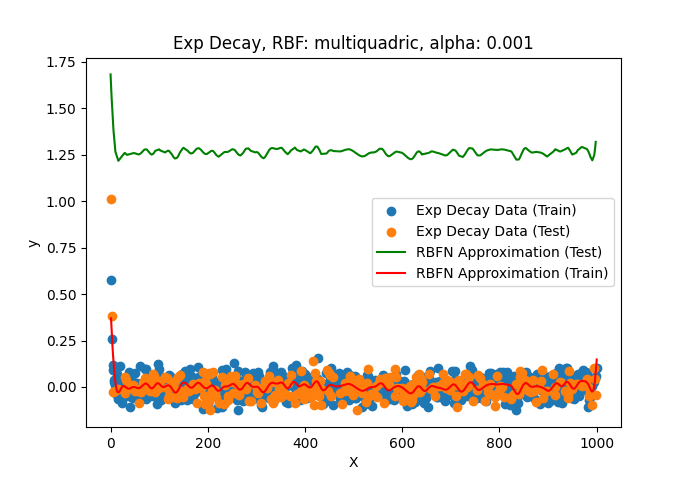 Exp Decay, RBF: multiquadric, alpha: 0.001
1.75
1.50
1.25
1.00
0.75
0.50
0.25
0.00
y
Exp Decay Data (Train)
Exp Decay Data (Test)
RBFN Approximation (Test)
RBFN Approximation (Train)
0 200 400 600 800 1000
X